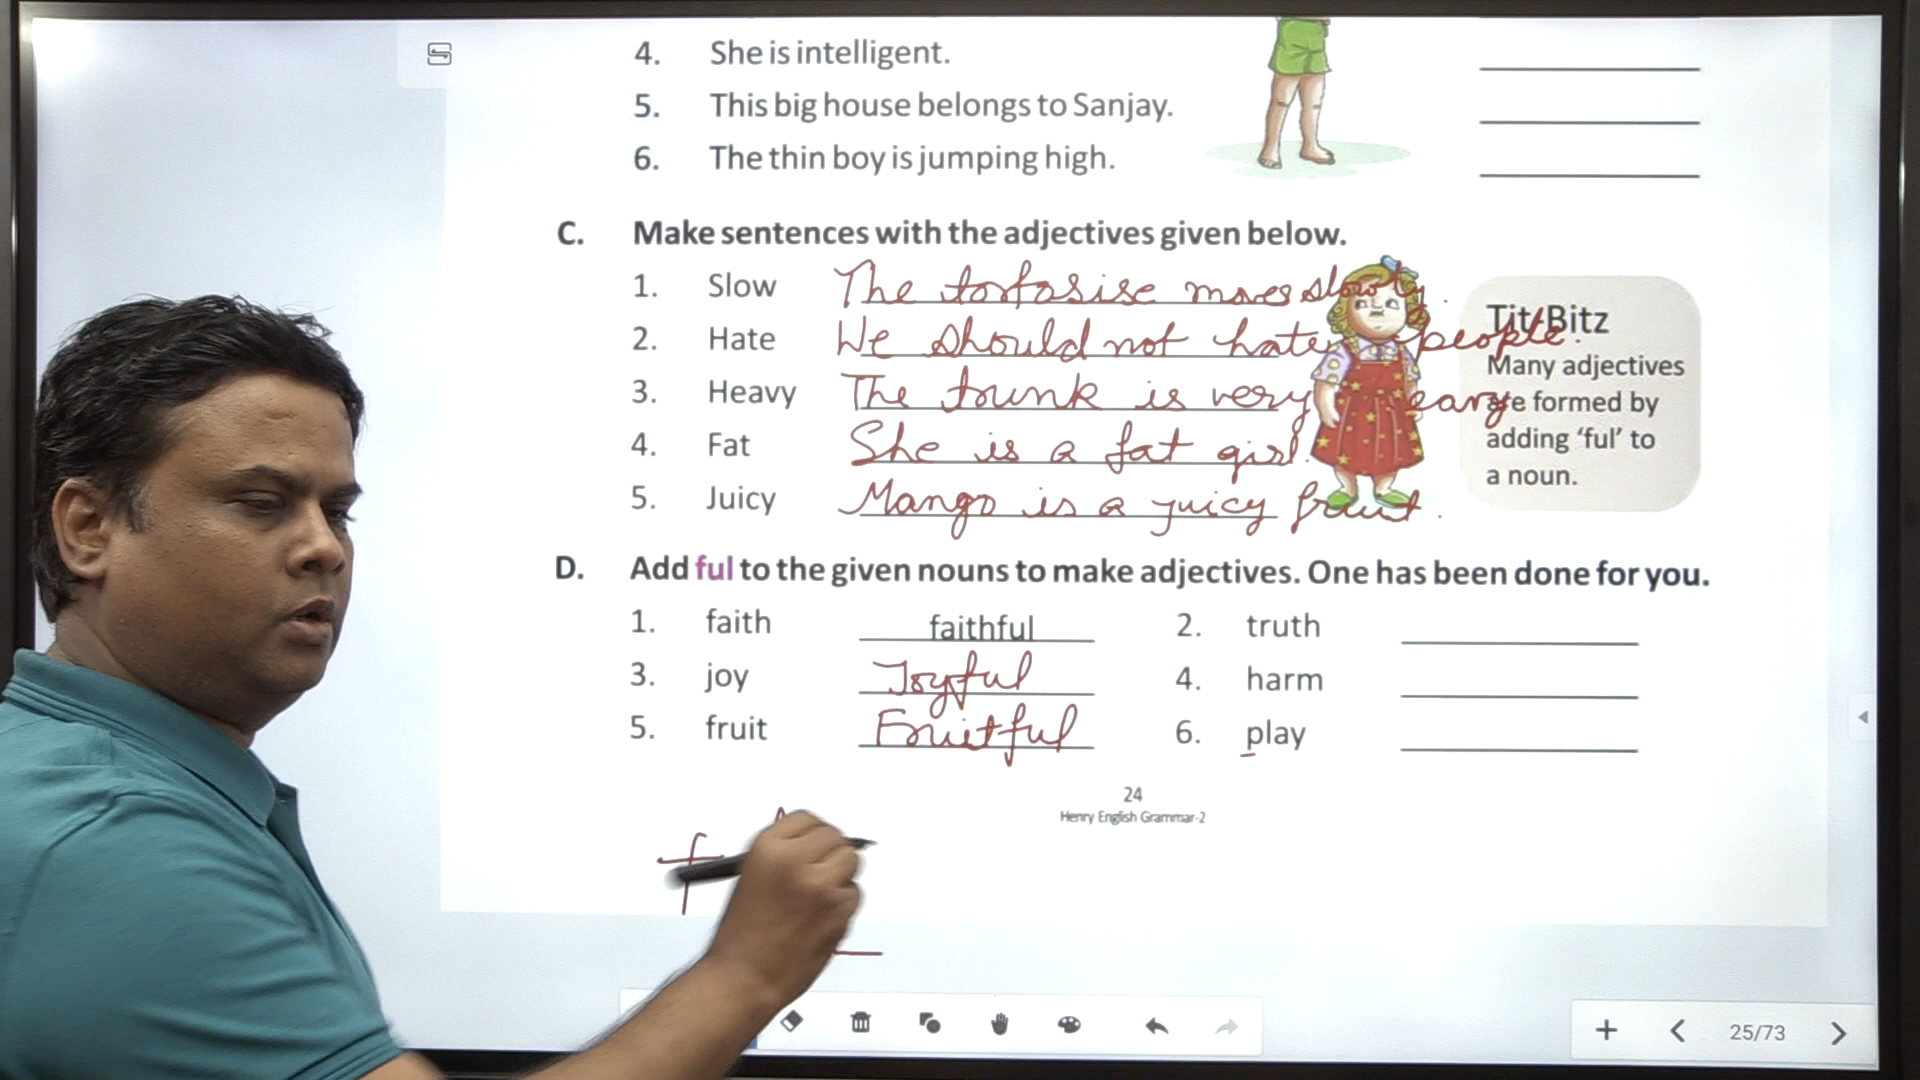 4. She is intelligent.
5. This big house belongs to Sanjay.
6. The thin boy is jumping high.
C. Make sentences with the adjectives given below.
1. Slow The tortosise moves slowly.
2. Hate We should not hate people.
3. Heavy The trunk is very eavy
4. Fat She is a fat girl.
5. Juicy Mango is a juicy fruit.
Tit-Bitz
Many adjectives
are formed by
adding ‘ful’ to
a noun.
D. Add ful to the given nouns to make adjectives. One has been done for you.
1. faith faithful 2. truth
3. joy Joyful 4. harm
5. fruit Fruitful 6. play
24
Henry English Grammar-2
f
25/73